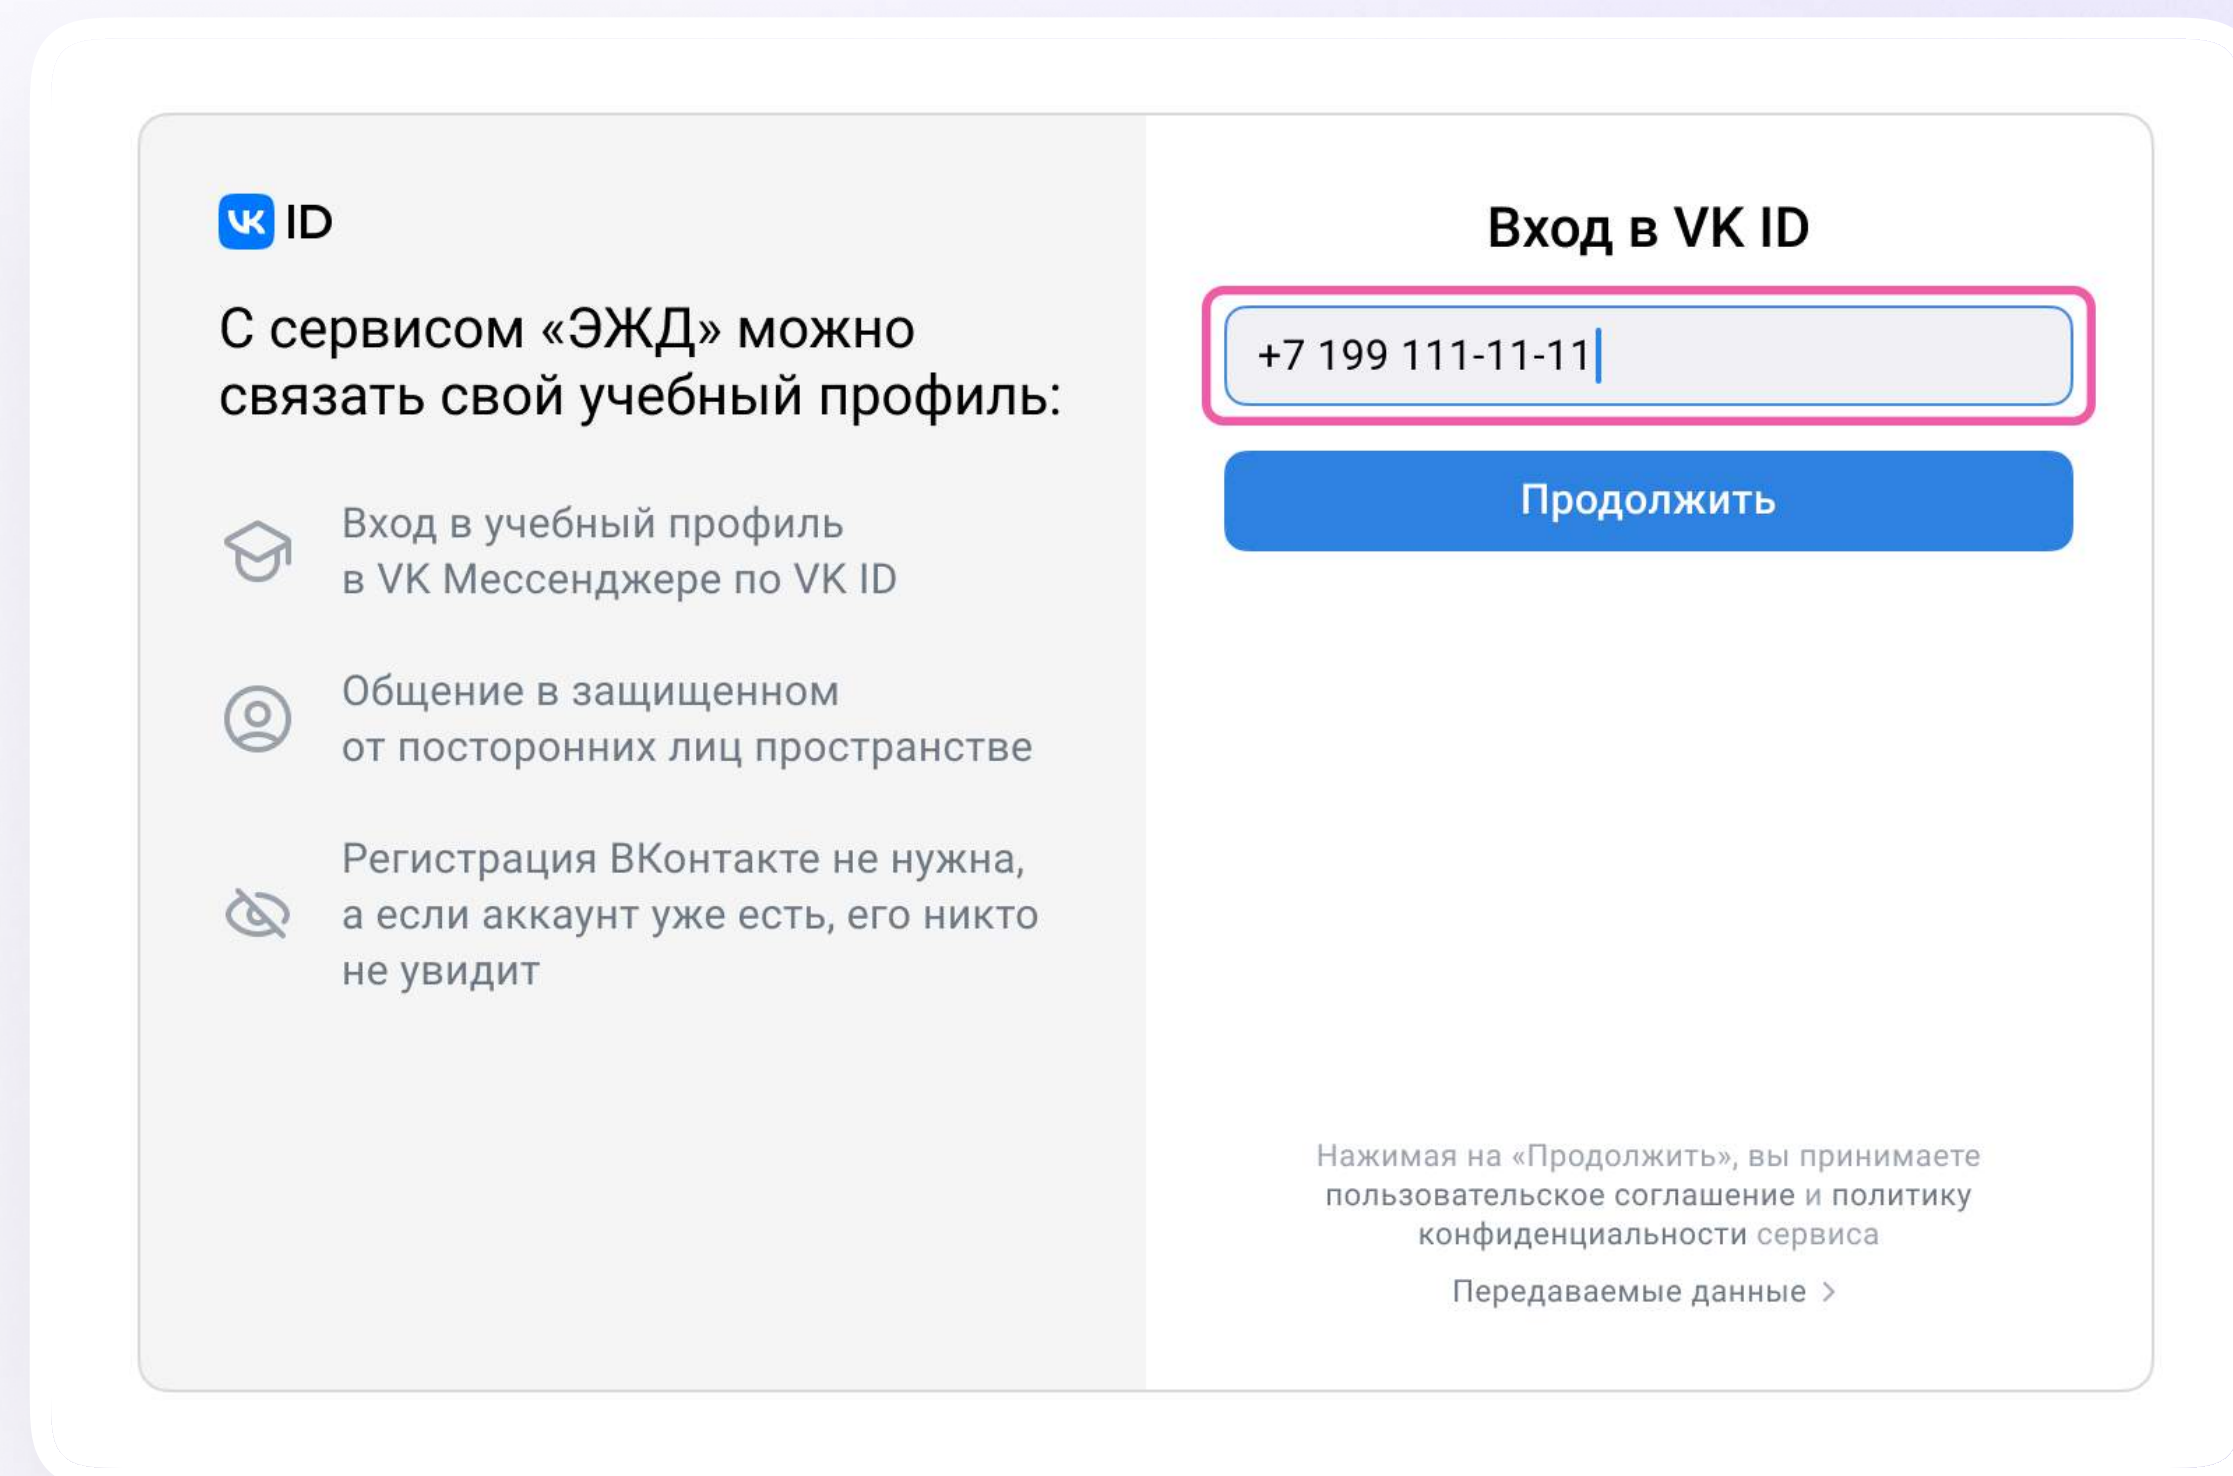 VK ID
С сервисом «ЭЖД» можно
связать свой учебный профиль:
Вход в учебный профиль
в VK Мессенджере по VK ID
Общение в защищенном
от посторонних лиц пространстве
Регистрация ВКонтакте не нужна,
а если аккаунт уже есть, его никто
не увидит
Вход в VK ID
+7 199 111-11-11
Продолжить
Нажимая на «Продолжить», вы принимаете
пользовательское соглашение и политику
конфиденциальности сервиса
Передаваемые данные